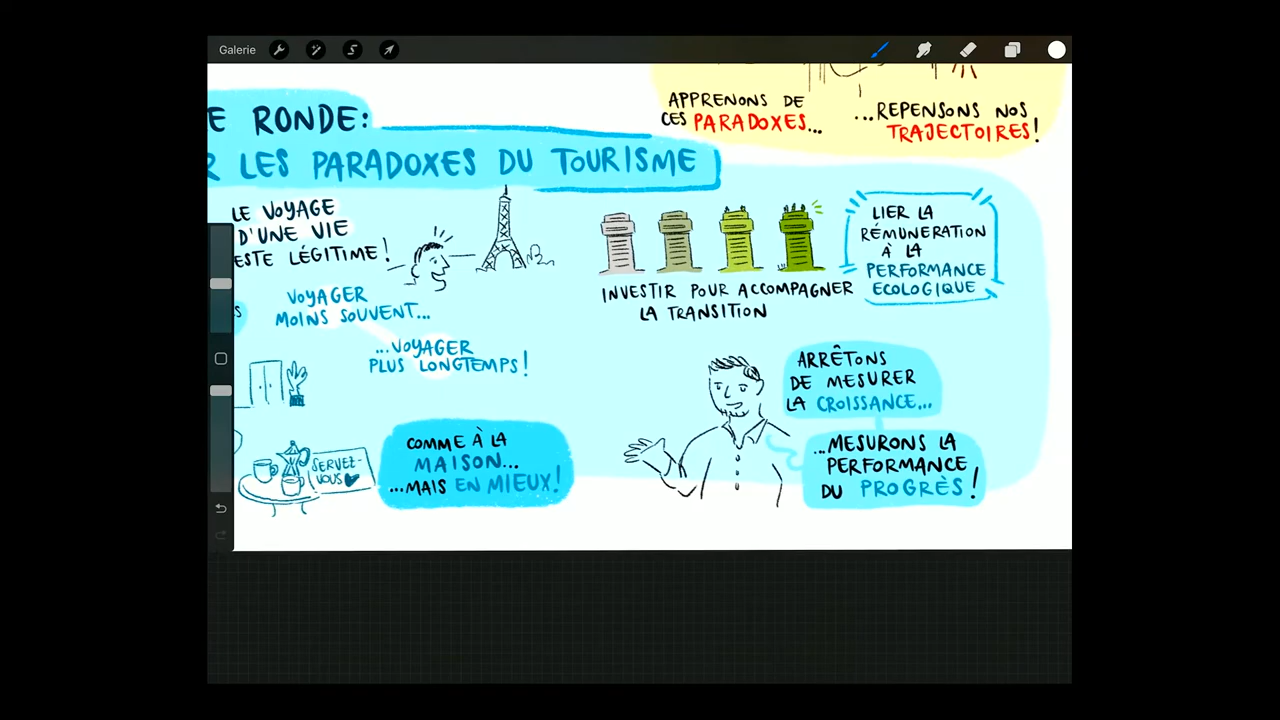 Galerie
APPRENONS DE
CES PARADOXES...
...REPENSONS NOS
TRAJECTOIRES!
E RONDE:
R LES PARADOXES DU TOURISME
LE VOYAGE
D'UNE VIE
ESTE LÉGITIME!
VOYAGER
MOINS SOUVENT...
S
...VOYAGER
PLUS LONGTEMPS!
SERVEZ-
VOUS
COMME À LA
MAISON...
...MAIS EN MIEUX!
INVESTIR POUR ACCOMPAGNER
LA TRANSITION
LIER LA
RÉMUNERATION
À LA
PERFORMANCE
ECOLOGIQUE
ARRÊTONS
DE MESURER
LA CROISSANCE...
...MESURONS LA
PERFORMANCE
DU PROGRÈS!